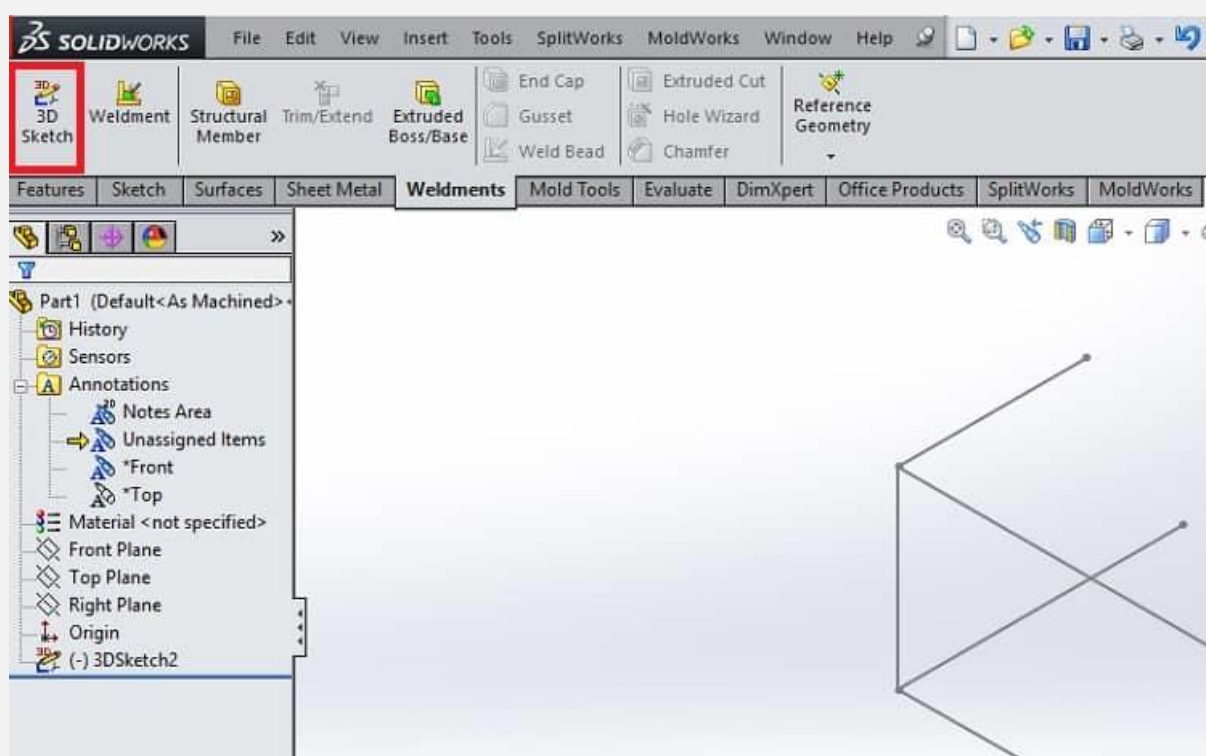 SOLIDWORKS File Edit View Insert Tools SplitWorks MoldWorks Window Help
3D
3D Sketch
Weldment
Structural Member
Trim/Extend
Extruded Boss/Base
End Cap
Gusset
Weld Bead
Extruded Cut
Hole Wizard
Chamfer
Reference Geometry
Features Sketch Surfaces Sheet Metal Weldments Mold Tools Evaluate DimXpert Office Products SplitWorks MoldWorks
Part1 (Default<As Machined>
History
Sensors
A Annotations
Notes Area
Unassigned Items
*Front
*Top
Material <not specified>
Front Plane
Top Plane
Right Plane
Origin
(-) 3DSketch2